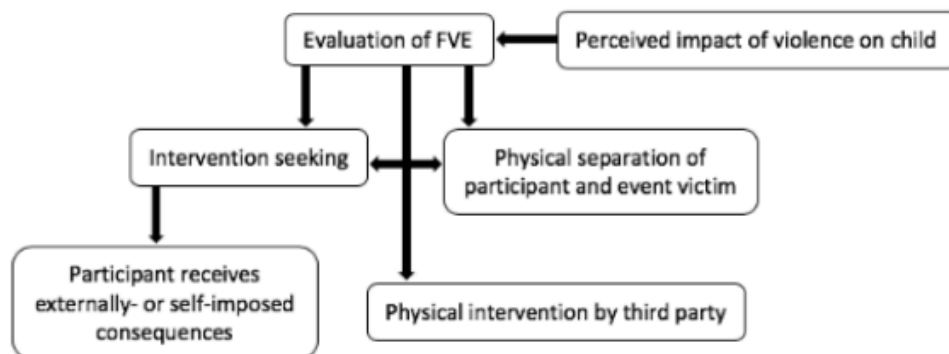 Evaluation of FVE
Perceived impact of violence on child
Intervention seeking
Physical separation of
participant and event victim
Participant receives
externally- or self-imposed
consequences
Physical intervention by third party